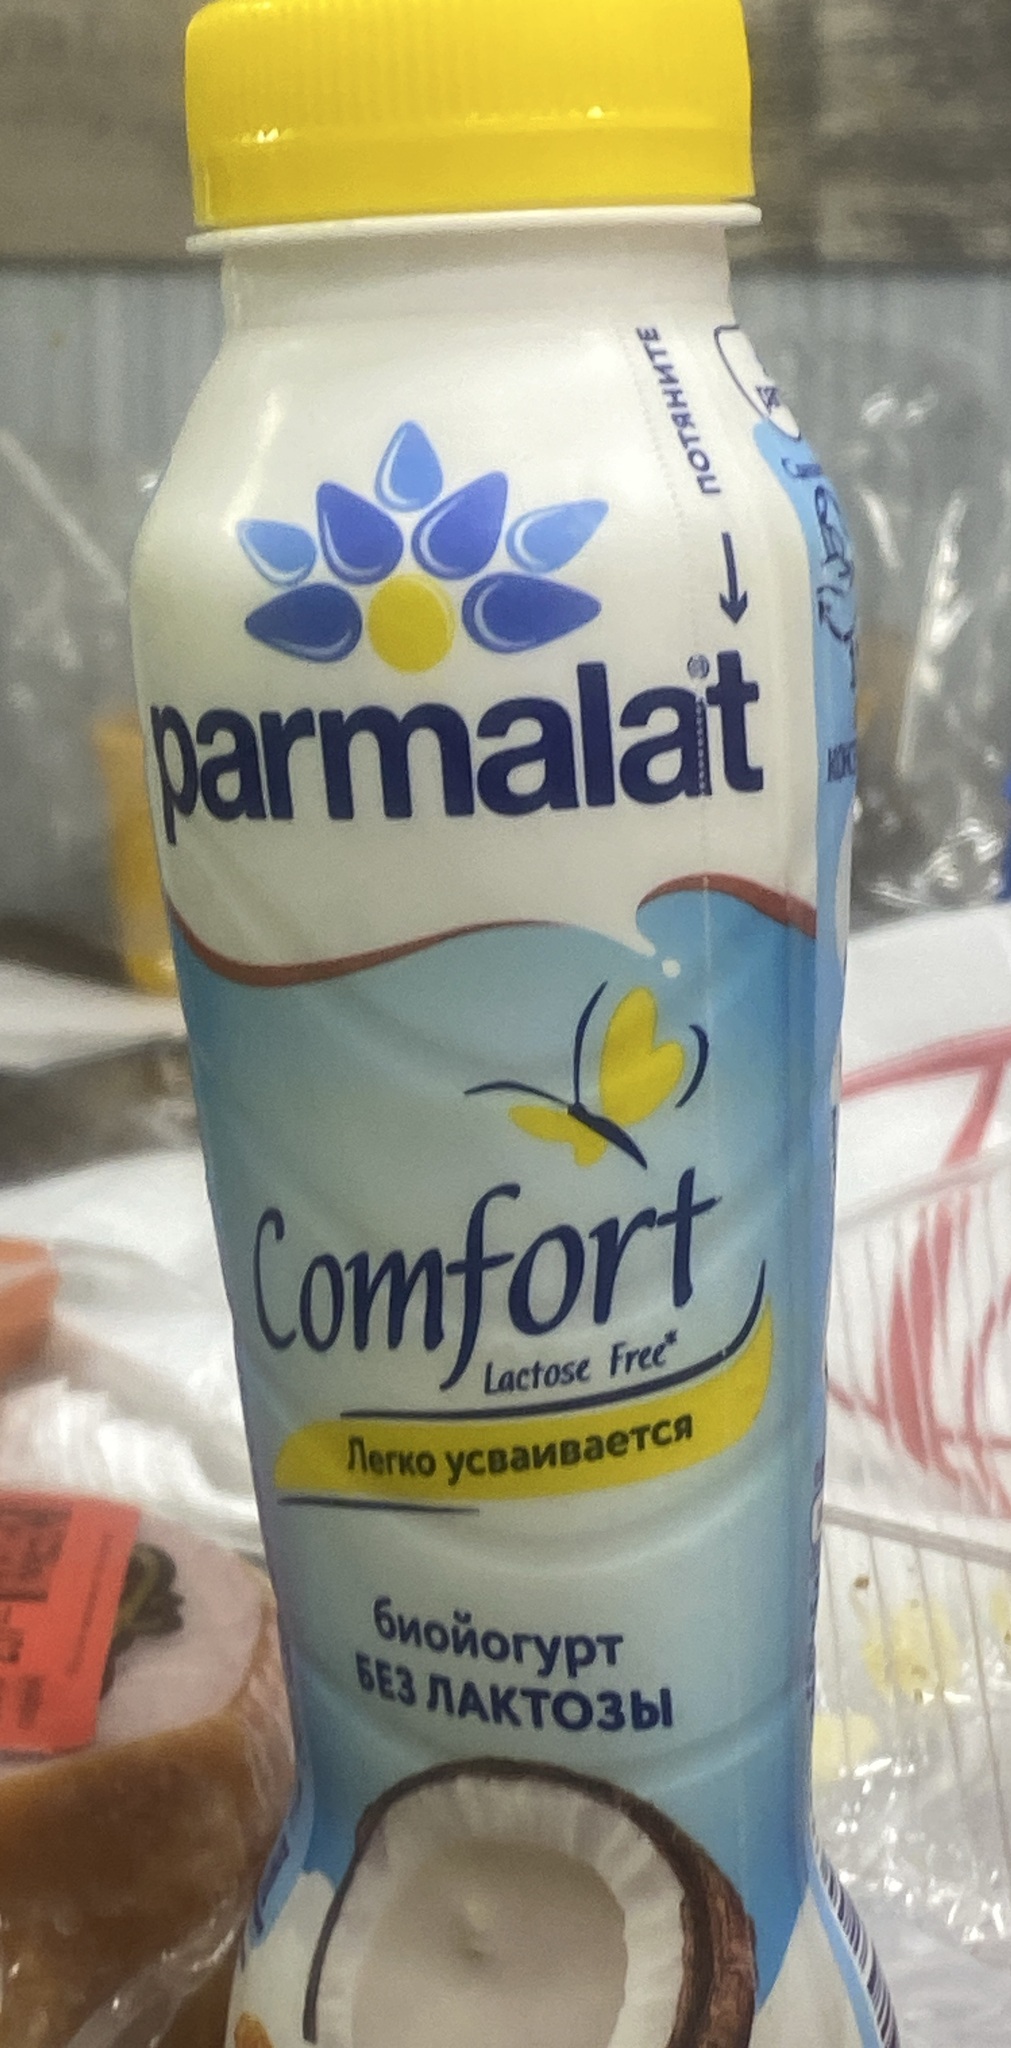 ПОТЯНИТЕ
parmalat®
Comfort
Lactose Free*
Легко усваивается
биойогурт
БЕЗ ЛАКТОЗЫ